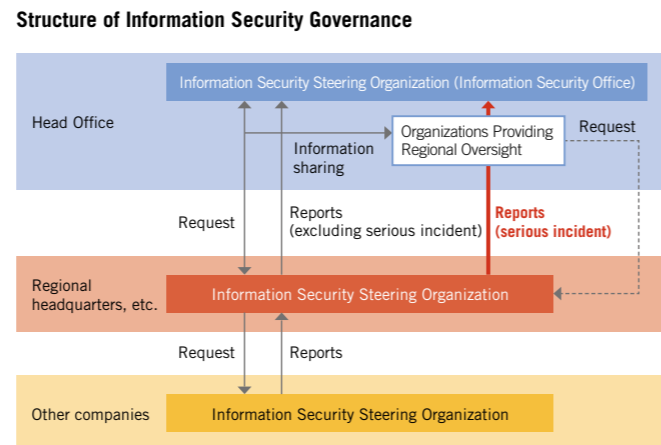 Structure of Information Security Governance
Information Security Steering Organization (Information Security Office)
Head Office
Organizations Providing
Regional Oversight
Request
Information
sharing
Request
Reports
(excluding serious incident)
Reports
(serious incident)
Regional
headquarters, etc.
Information Security Steering Organization
Request
Reports
Other companies
Information Security Steering Organization